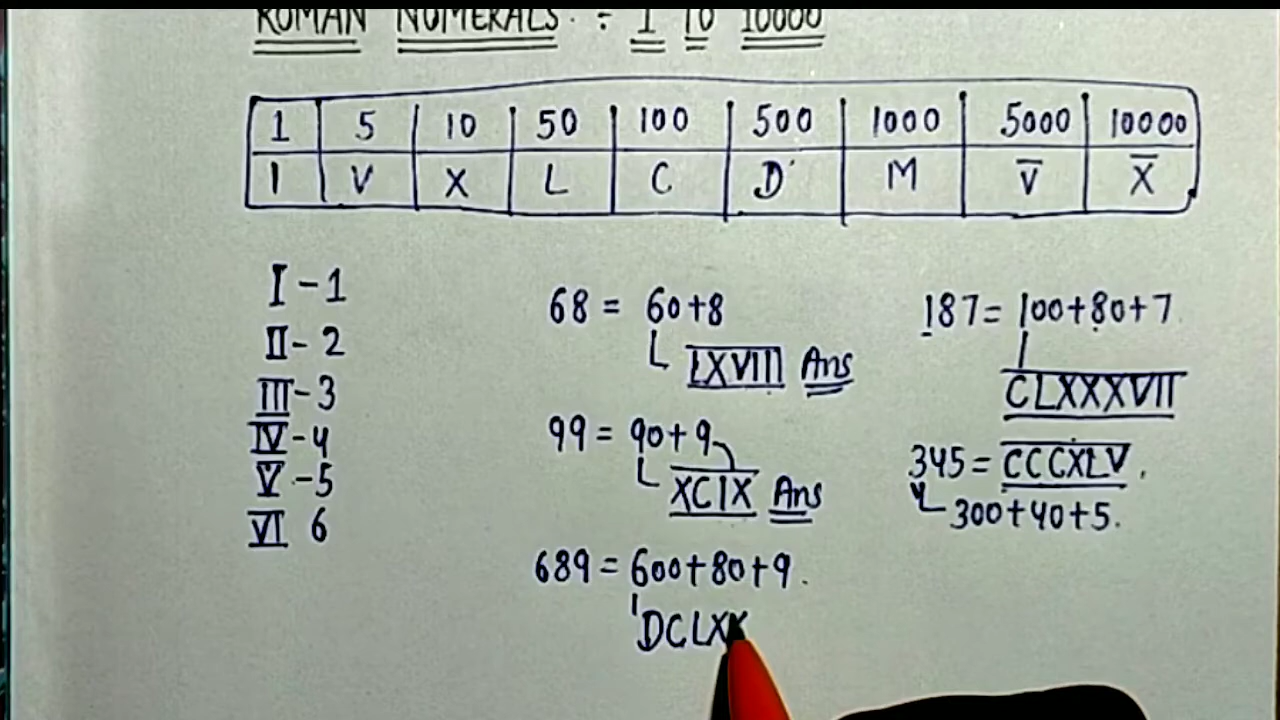 ROMAN NUMERALS : 1 TO 10000
1 5 10 50 100 500 1000 5000 10000
I V X L C D M V̅ X̅
I - 1
II - 2
III - 3
IV - 4
V - 5
VI 6
68 = 60+8
LXVIII Ans
99 = 90+9
XCIX Ans
689 = 600+80+9.
DCLXX
187 = 100+80+7
CLXXXVII
345 = CCCXLV.
300+40+5.